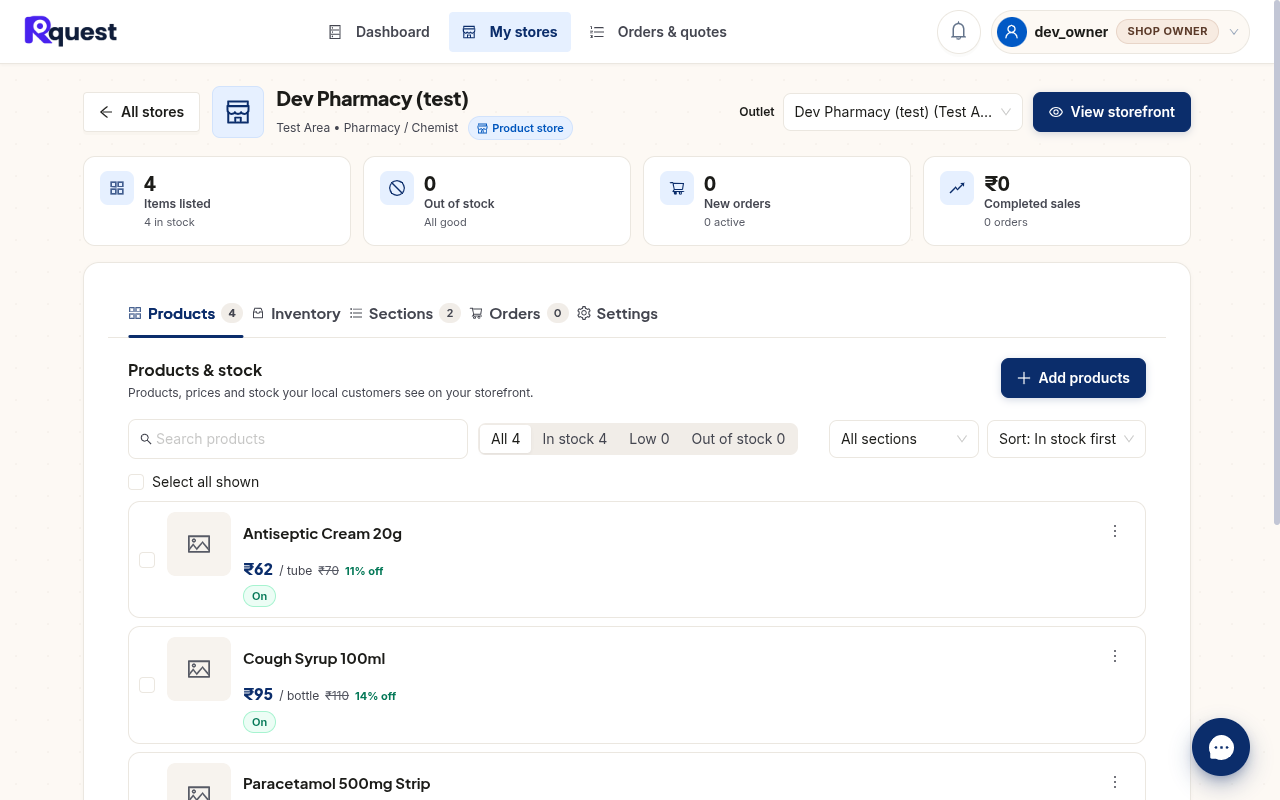 Rquest
Dashboard
My stores
Orders & quotes
dev_owner
SHOP OWNER
All stores
Dev Pharmacy (test)
Test Area • Pharmacy / Chemist
Product store
Outlet
Dev Pharmacy (test) (Test A...
View storefront
4
Items listed
4 in stock
0
Out of stock
All good
0
New orders
0 active
₹0
Completed sales
0 orders
Products 4
Inventory
Sections 2
Orders 0
Settings
Products & stock
Products, prices and stock your local customers see on your storefront.
Add products
Search products
All 4
In stock 4
Low 0
Out of stock 0
All sections
Sort: In stock first
Select all shown
Antiseptic Cream 20g
₹62 / tube ₹70 11% off
On
Cough Syrup 100ml
₹95 / bottle ₹110 14% off
On
Paracetamol 500mg Strip